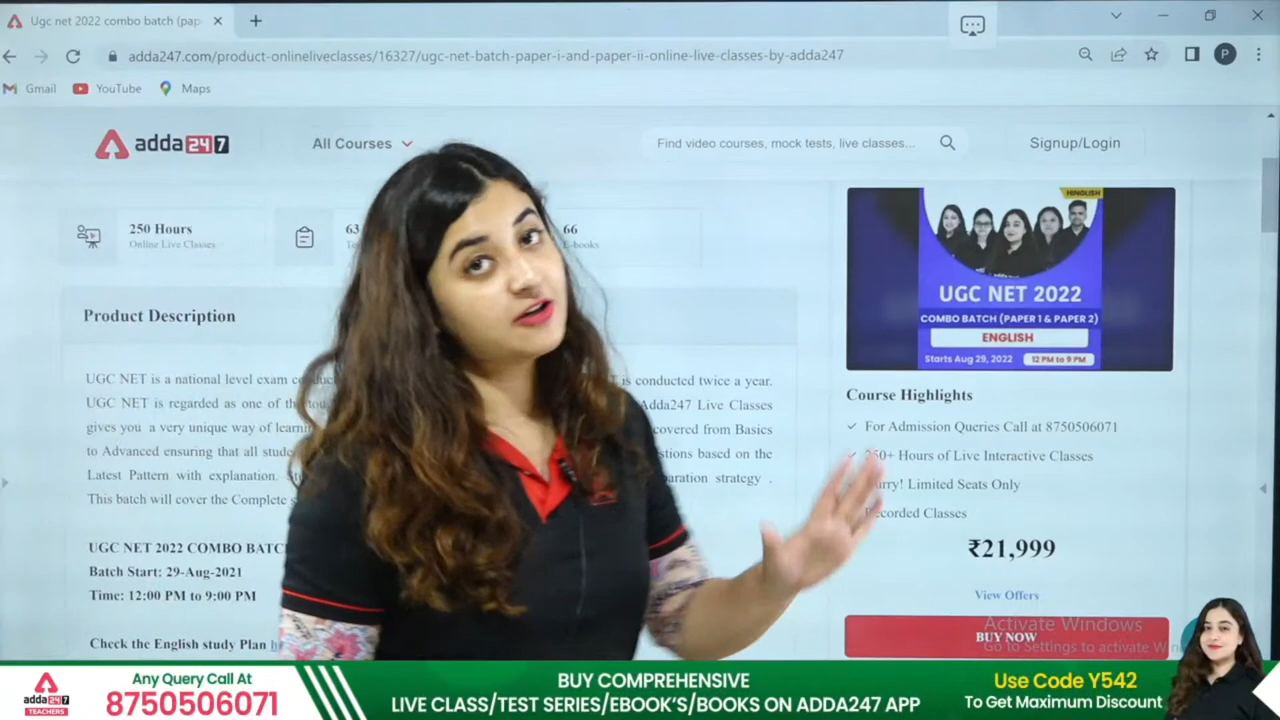 Ugc net 2022 combo batch (pap
adda247.com/product-onlineliveclasses/16327/ugc-net-batch-paper-i-and-paper-ii-online-live-classes-by-adda247
P
Gmail YouTube Maps
adda247
All Courses
Find video courses, mock tests, live classes...
Signup/Login
250 Hours
Online Live Classes
63
66
E-books
Product Description
UGC NET is a national level exam
is conducted twice a year.
UGC NET is regarded as one of
Adda247 Live Classes
gives you a very unique way of
covered from Basics
to Advanced ensuring that all
based on the
Latest Pattern with explanation.
strategy .
This batch will cover the Complete
UGC NET 2022 COMBO
Batch Start: 29-Aug-2021
Time: 12:00 PM to 9:00 PM
Check the English study Plan
HINGLISH
UGC NET 2022
COMBO BATCH (PAPER 1 & PAPER 2)
ENGLISH
Starts Aug 29, 2022 12 PM to 9 PM
Course Highlights
For Admission Queries Call at 8750506071
Hours of Live Interactive Classes
Limited Seats Only
Recorded Classes
₹21,999
View Offers
BUY NOW
Activate Windows
Go to Settings to activate
adda247
TEACHERS
Any Query Call At
8750506071
BUY COMPREHENSIVE
LIVE CLASS/TEST SERIES/EBOOK'S/BOOKS ON ADDA247 APP
Use Code Y542
To Get Maximum Discount